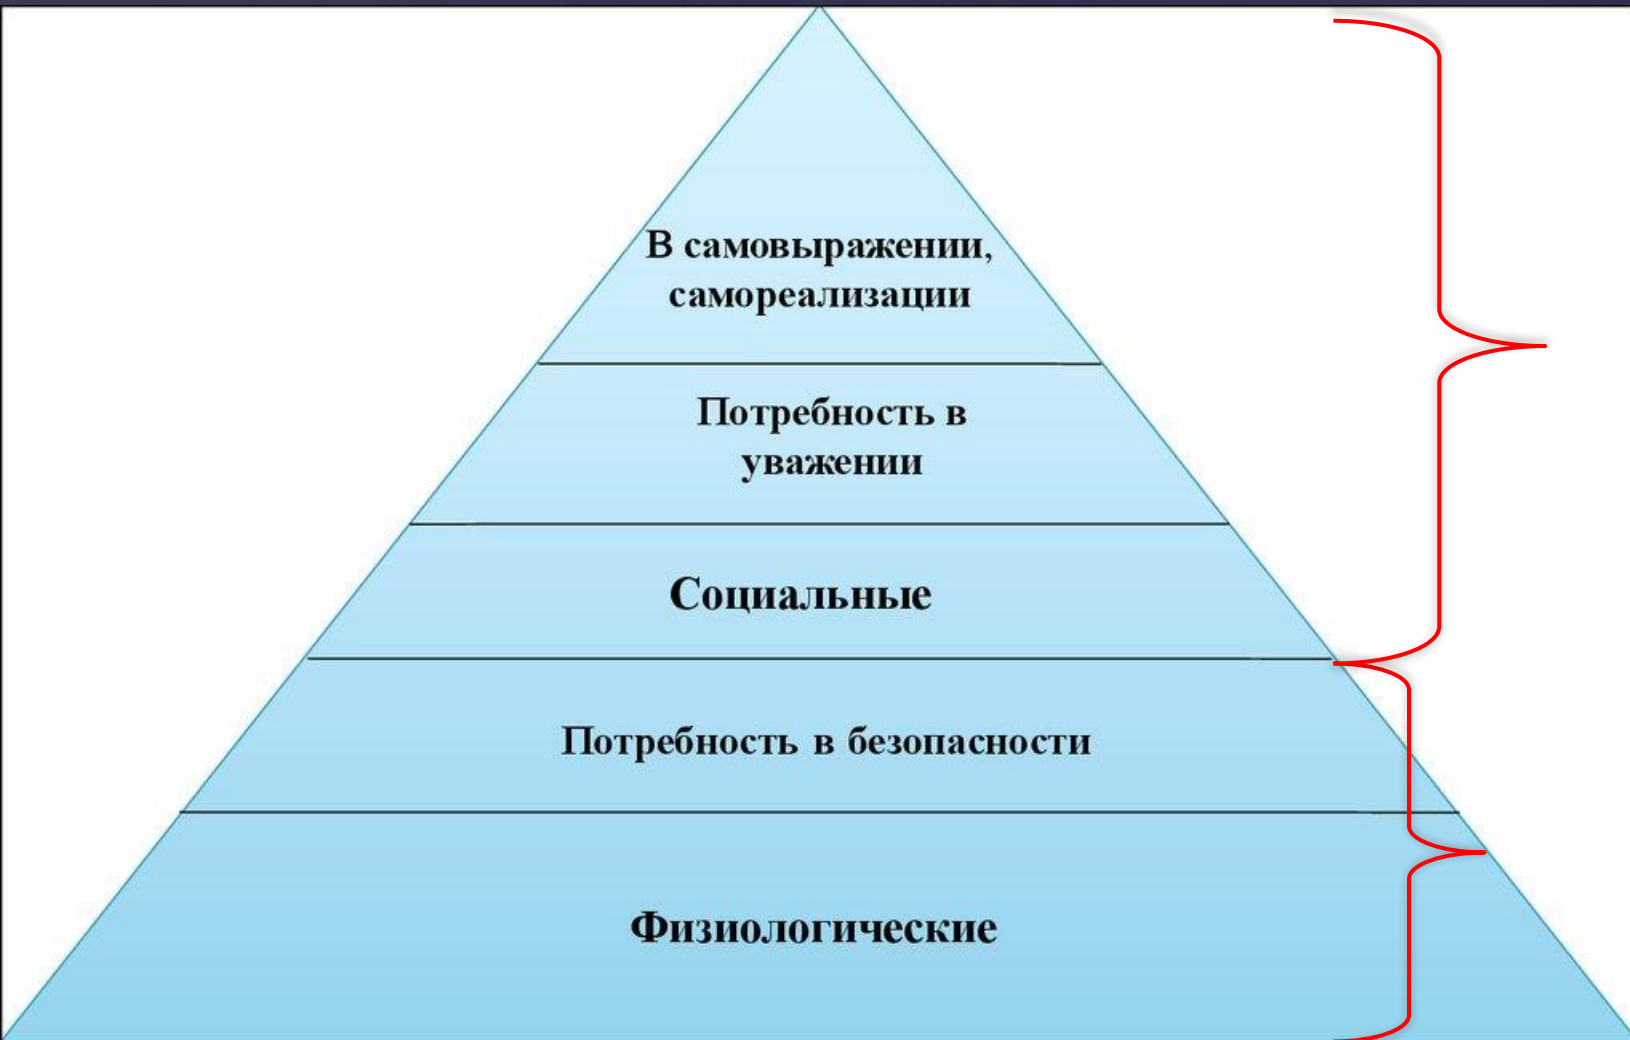 В самовыражении,
самореализации
Потребность в
уважении
Социальные
Потребность в безопасности
Физиологические